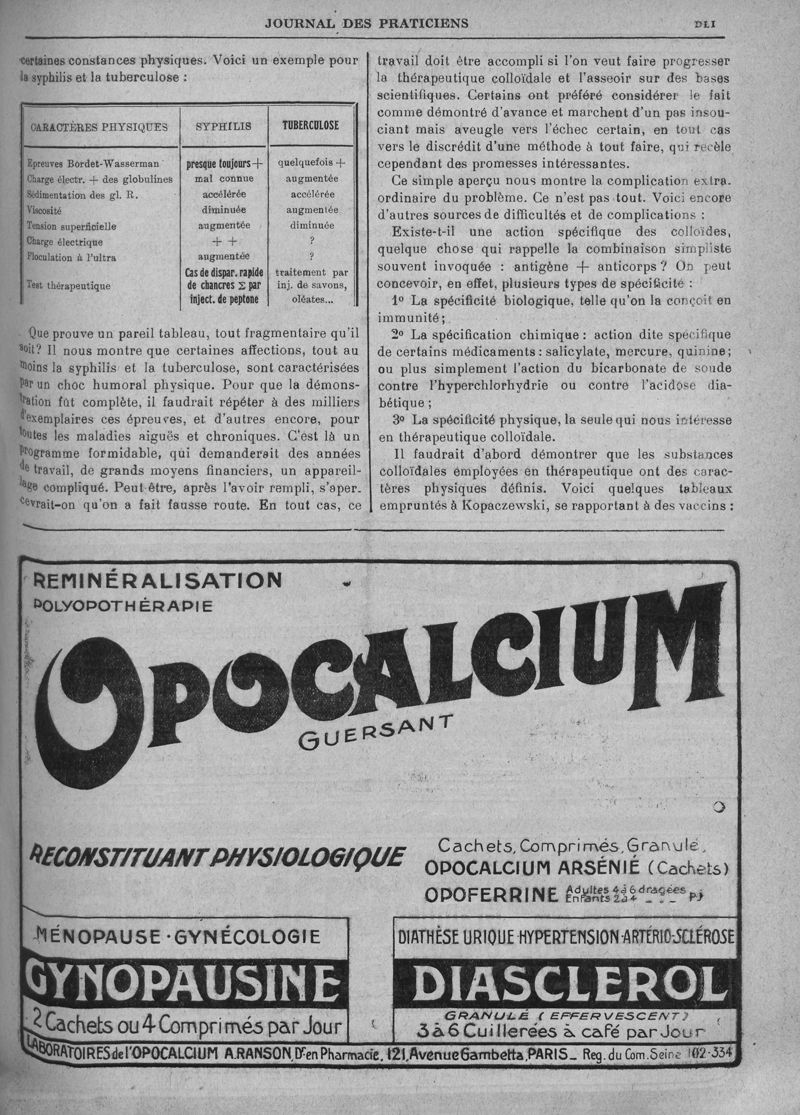 JOURNAL DES PRATICIENS
DLI
certaines constances physiques. Voici un exemple pour
la syphilis et la tuberculose :
CARACTÈRES PHYSIQUES SYPHILIS TUBERCULOSE
Epreuves Bordet-Wasserman presque toujours + quelquefois +
Charge électr. + des globulines mal connue augmentée
Sédimentation des gl. R. accélérée accélérée
Viscosité diminuée augmentée
Tension superficielle augmentée diminuée
Charge électrique + + ?
Floculation à l'ultra augmentée ?
Test thérapeutique
Cas de dispar. rapide
de chancres Σ par
inject. de peptone
traitement par
inj. de savons,
oléates...
Que prouve un pareil tableau, tout fragmentaire qu'il
soit? Il nous montre que certaines affections, tout au
moins la syphilis et la tuberculose, sont caractérisées
par un choc humoral physique. Pour que la démons-
tration fût complète, il faudrait répéter à des milliers
d'exemplaires ces épreuves, et d'autres encore, pour
toutes les maladies aiguës et chroniques. C'est là un
programme formidable, qui demanderait des années
de travail, de grands moyens financiers, un appareil-
lage compliqué. Peut-être, après l'avoir rempli, s'aper-
cevrait-on qu'on a fait fausse route. En tout cas, ce
travail doit être accompli si l'on veut faire progresser
la thérapeutique colloïdale et l'asseoir sur des bases
scientifiques. Certains ont préféré considérer le fait
comme démontré d'avance et marchent d'un pas insou-
ciant mais aveugle vers l'échec certain, en tout cas
vers le discrédit d'une méthode à tout faire, qui recèle
cependant des promesses intéressantes.
Ce simple aperçu nous montre la complication extra.
ordinaire du problème. Ce n'est pas tout. Voici encore
d'autres sources de difficultés et de complications :
Existe-t-il une action spécifique des colloïdes,
quelque chose qui rappelle la combinaison simpliste
souvent invoquée : antigène + anticorps ? On peut
concevoir, en effet, plusieurs types de spécificité :
1º La spécificité biologique, telle qu'on la conçoit en
immunité ;
2º La spécification chimique : action dite spécifique
de certains médicaments : salicylate, mercure, quinine ;
ou plus simplement l'action du bicarbonate de soude
contre l'hyperchlorhydrie ou contre l'acidose dia-
bétique ;
3º La spécificité physique, la seule qui nous intéresse
en thérapeutique colloïdale.
Il faudrait d'abord démontrer que les substances
colloïdales employées en thérapeutique ont des carac-
tères physiques définis. Voici quelques tableaux
empruntés à Kopaczewski, se rapportant à des vaccins :
REMINÉRALISATION
POLYOPOTHÉRAPIE
OPOCALCIUM
GUERSANT
RECONSTITUANT PHYSIOLOGIQUE
Cachets, Comprimés, Granulé.
OPOCALCIUM ARSÉNIÉ (Cachets)
OPOFERRINE Adultes 4 à 6 dragées p. j
Enfants 2 à 4 _ _ _
MÉNOPAUSE · GYNÉCOLOGIE
GYNOPAUSINE
2 Cachets ou 4 Comprimés par Jour
DIATHÈSE URIQUE · HYPERTENSION · ARTÉRIO-SCLÉROSE
DIASCLEROL
GRANULÉ (EFFERVESCENT)
3 à 6 Cuillerées à café par Jour
LABORATOIRES de l'OPOCALCIUM A. RANSON, Dr en Pharmacie, 121, Avenue Gambetta, PARIS _ Reg. du Com. Seine 102-334